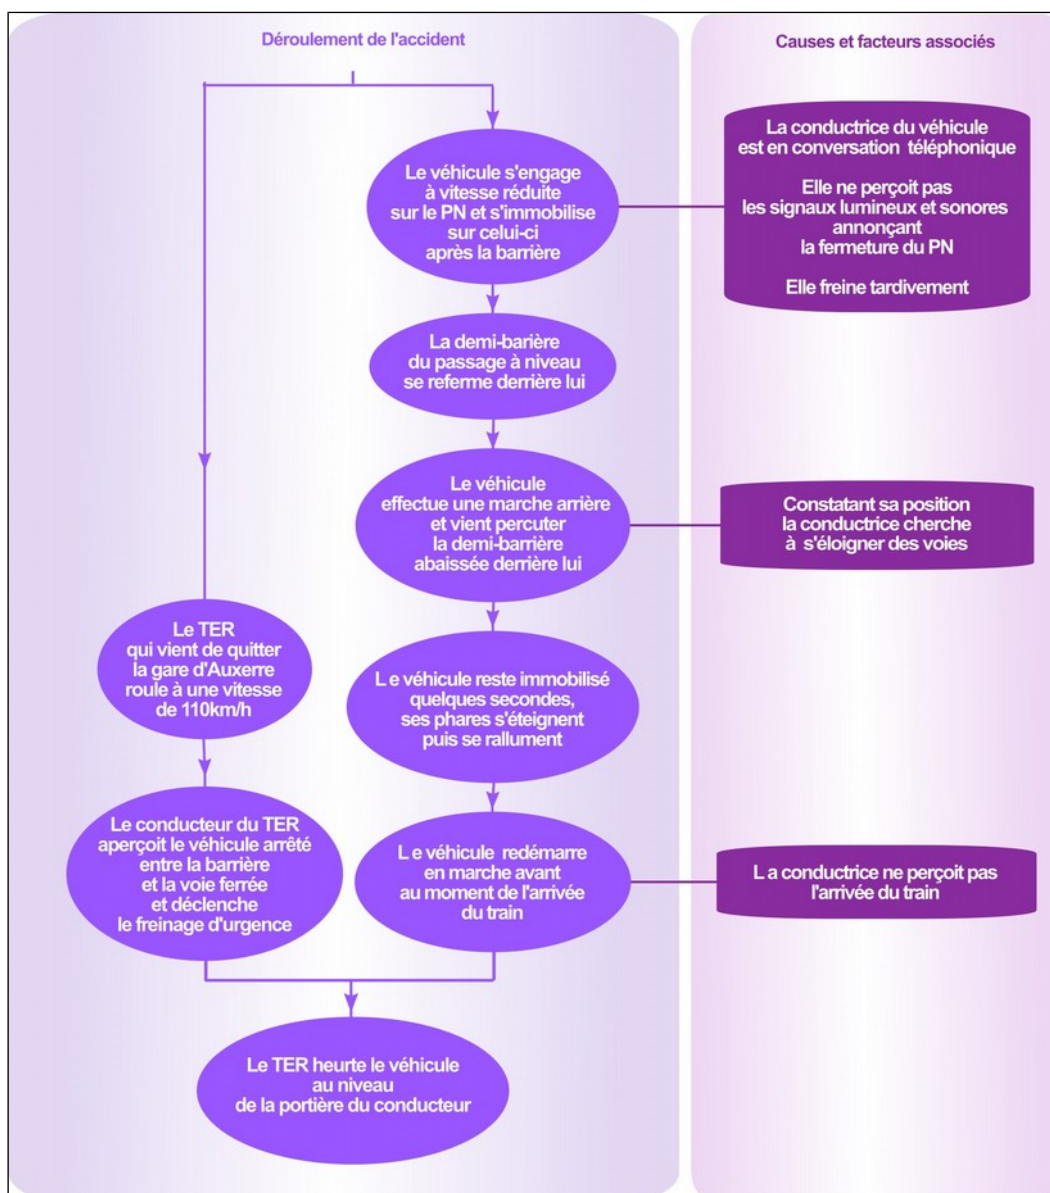 Déroulement de l'accident
Causes et facteurs associés
Le véhicule s'engage
à vitesse réduite
sur le PN et s'immobilise
sur celui-ci
après la barrière
La conductrice du véhicule
est en conversation téléphonique
Elle ne perçoit pas
les signaux lumineux et sonores
annonçant
la fermeture du PN
Elle freine tardivement
La demi-barière
du passage à niveau
se referme derrière lui
Le véhicule
effectue une marche arrière
et vient percuter
la demi-barrière
abaissée derrière lui
Constatant sa position
la conductrice cherche
à s'éloigner des voies
Le TER
qui vient de quitter
la gare d'Auxerre
roule à une vitesse
de 110km/h
L e véhicule reste immobilisé
quelques secondes,
ses phares s'éteignent
puis se rallument
Le conducteur du TER
aperçoit le véhicule arrêté
entre la barrière
et la voie ferrée
et déclenche
le freinage d'urgence
L e véhicule redémarre
en marche avant
au moment de l'arrivée
du train
L a conductrice ne perçoit pas
l'arrivée du train
Le TER heurte le véhicule
au niveau
de la portière du conducteur